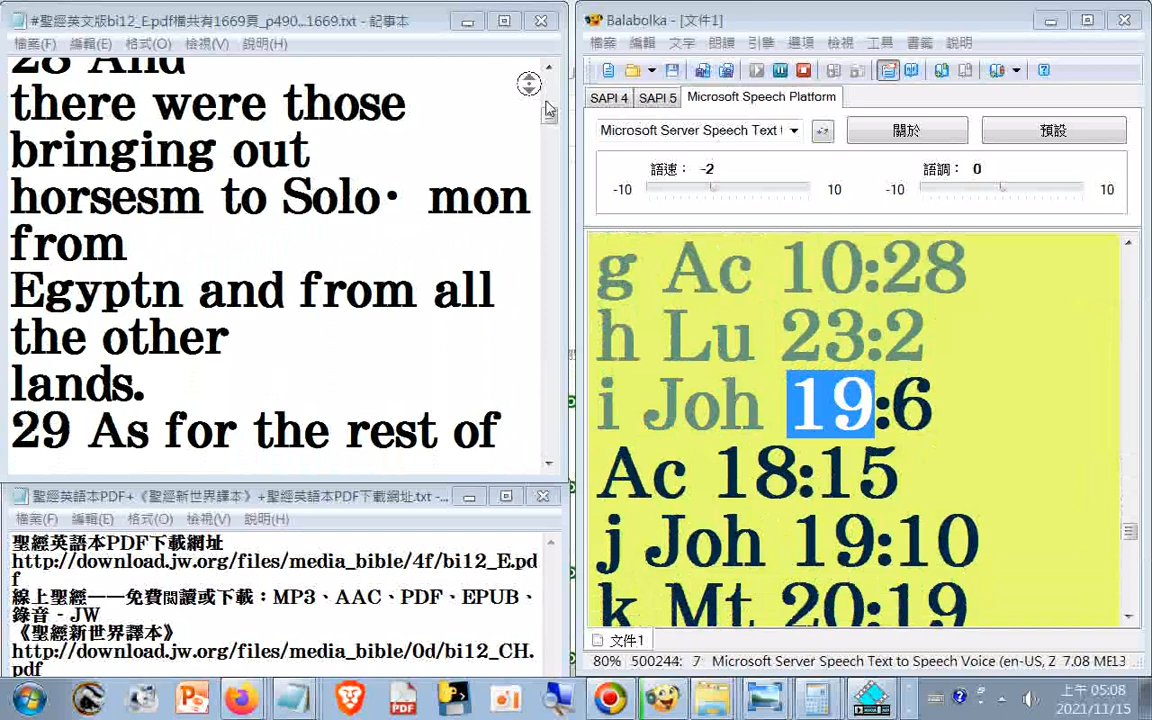 #聖經英文版bi12_E.pdf檔共有1669頁_p490...1669.txt - 記事本
檔案(F) 編輯(E) 格式(O) 檢視(V) 說明(H)
28 And
there were those
bringing out
horsesm to Solo· mon
from
Egyptn and from all
the other
lands.
29 As for the rest of
聖經英語本PDF+《聖經新世界譯本》+聖經英語本PDF下載網址.txt -...
檔案(F) 編輯(E) 格式(O) 檢視(V) 說明(H)
聖經英語本PDF下載網址
http://download.jw.org/files/media_bible/4f/bi12_E.pd
f
線上聖經——免費閱讀或下載：MP3、AAC、PDF、EPUB、
錄音 - JW
《聖經新世界譯本》
http://download.jw.org/files/media_bible/0d/bi12_CH.
pdf
Balabolka - [文件1]
檔案 編輯 文字 朗讀 引擎 選項 檢視 工具 書籤 說明
SAPI 4 SAPI 5 Microsoft Speech Platform
Microsoft Server Speech Text 關於 預設
語速： -2 語調： 0
-10 10 -10 10
g Ac 10:28
h Lu 23:2
i Joh 19:6
Ac 18:15
j Joh 19:10
k Mt 20:19
文件1
80% 500244: 7 Microsoft Server Speech Text to Speech Voice (en-US, Z 7.08 ME13
上午 05:08
2021/11/15